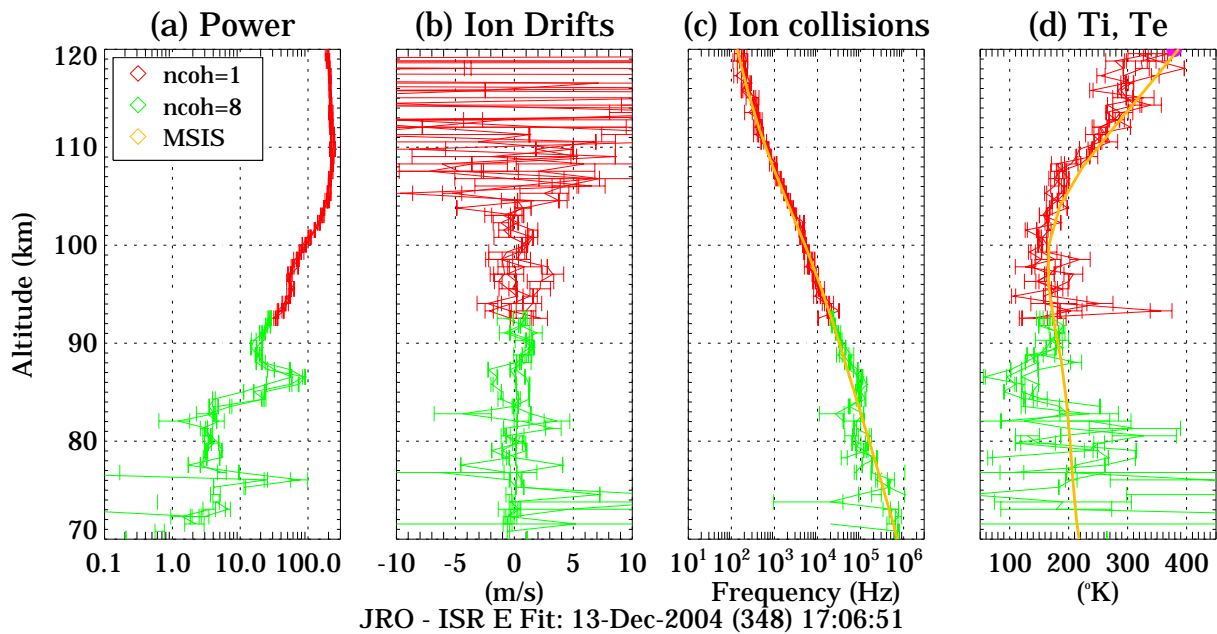 (a) Power
(b) Ion Drifts
(c) Ion collisions
(d) Ti, Te
ncoh=1
ncoh=8
MSIS
Altitude (km)
120
110
100
90
80
70
0.1 1.0 10.0 100.0
-10 -5 0 5 10
(m/s)
10¹ 10² 10³ 10⁴ 10⁵ 10⁶
Frequency (Hz)
100 200 300 400
(°K)
JRO - ISR E Fit: 13-Dec-2004 (348) 17:06:51